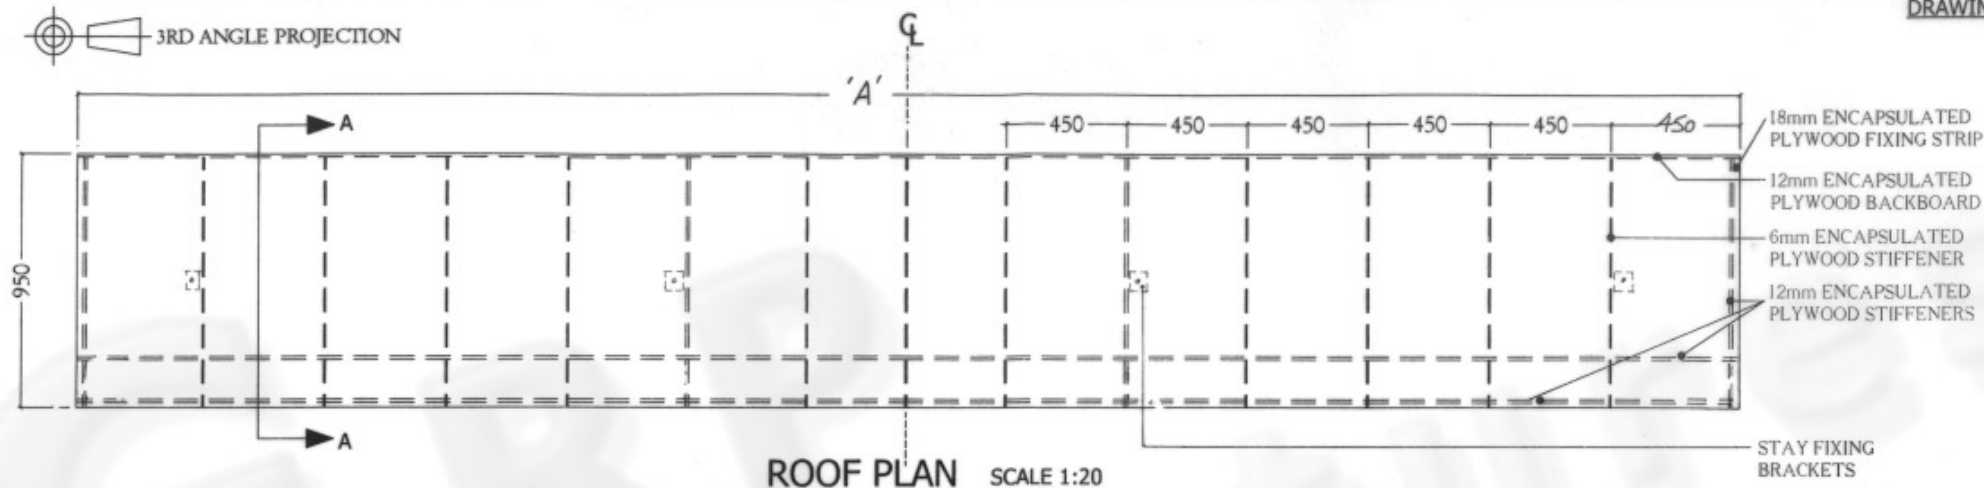 DRAWIN
3RD ANGLE PROJECTION
CL
'A'
A
450
450
450
450
450
450
18mm ENCAPSULATED
PLYWOOD FIXING STRIP
12mm ENCAPSULATED
PLYWOOD BACKBOARD
6mm ENCAPSULATED
PLYWOOD STIFFENER
950
12mm ENCAPSULATED
PLYWOOD STIFFENERS
A
STAY FIXING
BRACKETS
ROOF PLAN SCALE 1:20